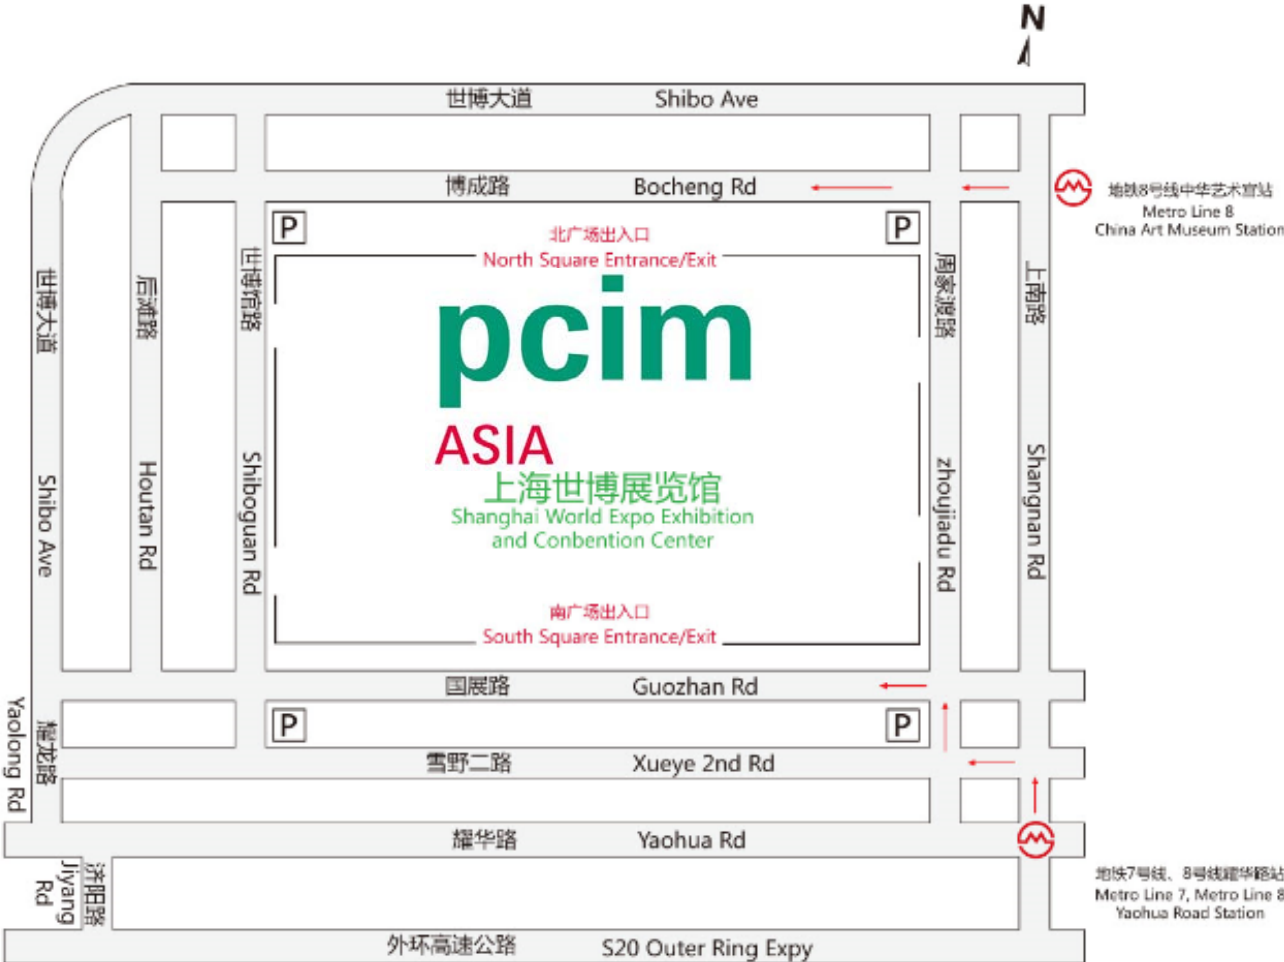 N
世博大道 Shibo Ave
博成路 Bocheng Rd
地铁8号线中华艺术宫站
Metro Line 8
China Art Museum Station
P
P
北广场出入口
North Square Entrance/Exit
世博大道
Shibo Ave
后滩路
Houtan Rd
世博馆路
Shiboguan Rd
pcim
ASIA
上海世博展览馆
Shanghai World Expo Exhibition
and Conbention Center
周家渡路
zhoujiadu Rd
上南路
Shangnan Rd
南广场出入口
South Square Entrance/Exit
国展路 Guozhan Rd
P
P
Yaolong Rd
耀龙路
雪野二路 Xueye 2nd Rd
耀华路 Yaohua Rd
地铁7号线、8号线耀华路站
Metro Line 7, Metro Line 8
Yaohua Road Station
济阳路
Jiyang
Rd
外环高速公路 S20 Outer Ring Expy